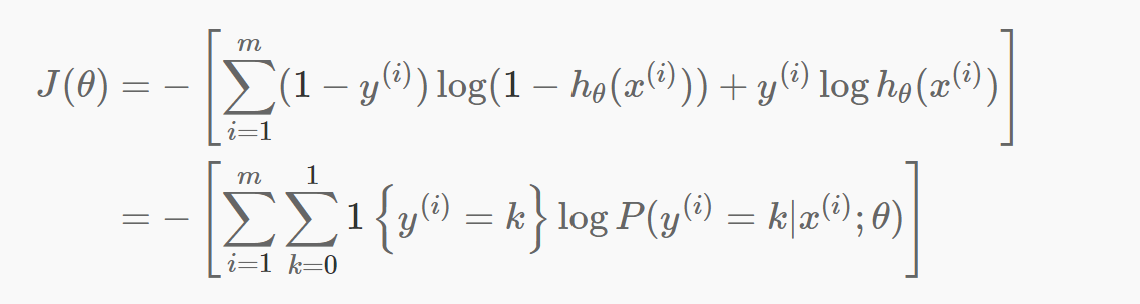 J(θ) = − [ ∑_{i=1}^{m} (1 − y^{(i)}) log(1 − h_θ(x^{(i)})) + y^{(i)} log h_θ(x^{(i)}) ]
= − [ ∑_{i=1}^{m} ∑_{k=0}^{1} 1 { y^{(i)} = k } log P(y^{(i)} = k|x^{(i)}; θ) ]